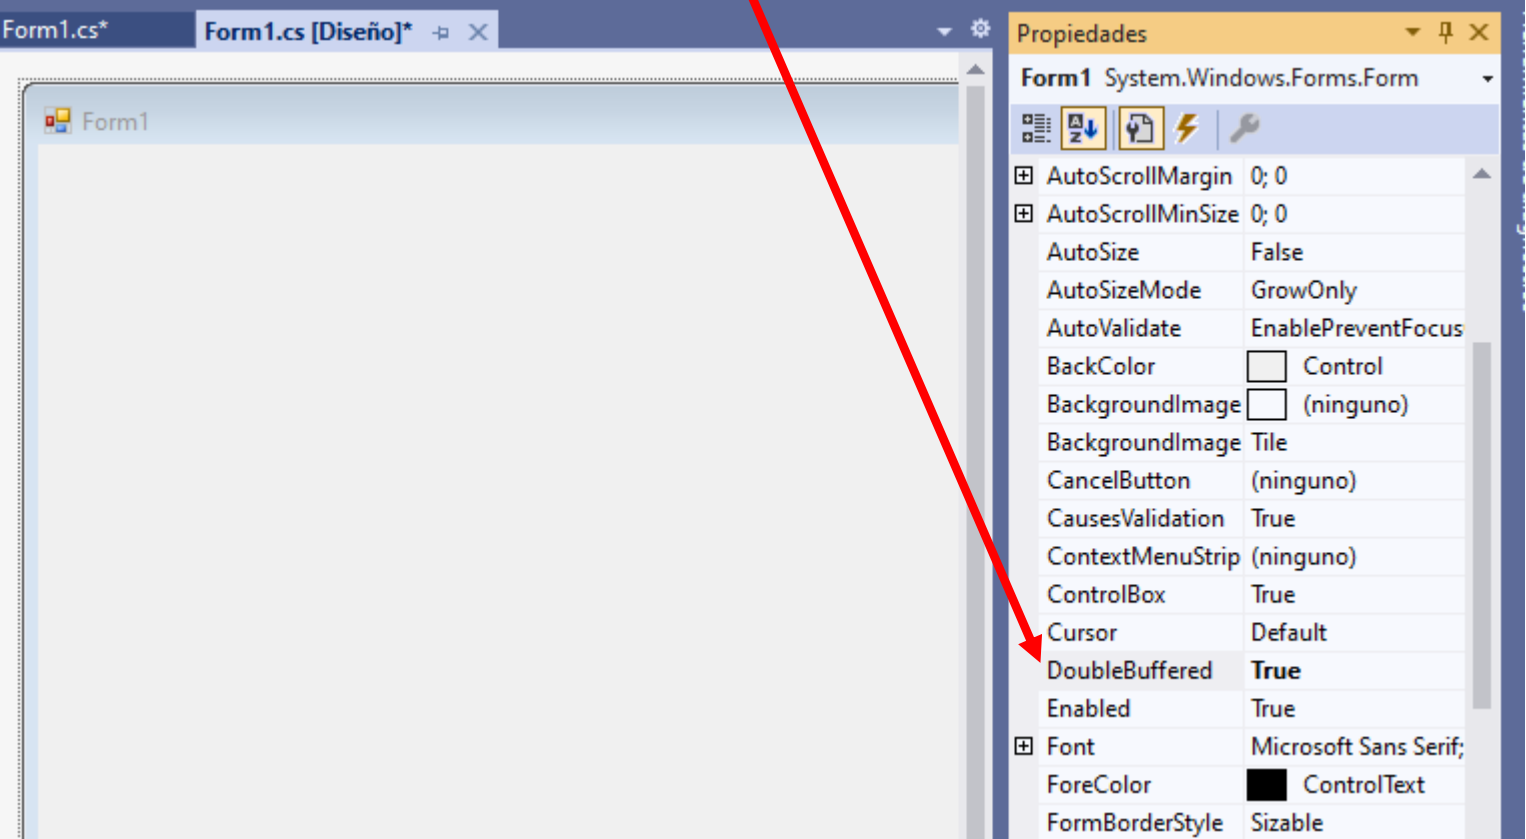 Form1.cs*
Form1.cs [Diseño]*
Form1
Propiedades
Form1 System.Windows.Forms.Form
AutoScrollMargin 0; 0
AutoScrollMinSize 0; 0
AutoSize False
AutoSizeMode GrowOnly
AutoValidate EnablePreventFocus
BackColor Control
BackgroundImage (ninguno)
BackgroundImage Tile
CancelButton (ninguno)
CausesValidation True
ContextMenuStrip (ninguno)
ControlBox True
Cursor Default
DoubleBuffered True
Enabled True
Font Microsoft Sans Serif;
ForeColor ControlText
FormBorderStyle Sizable